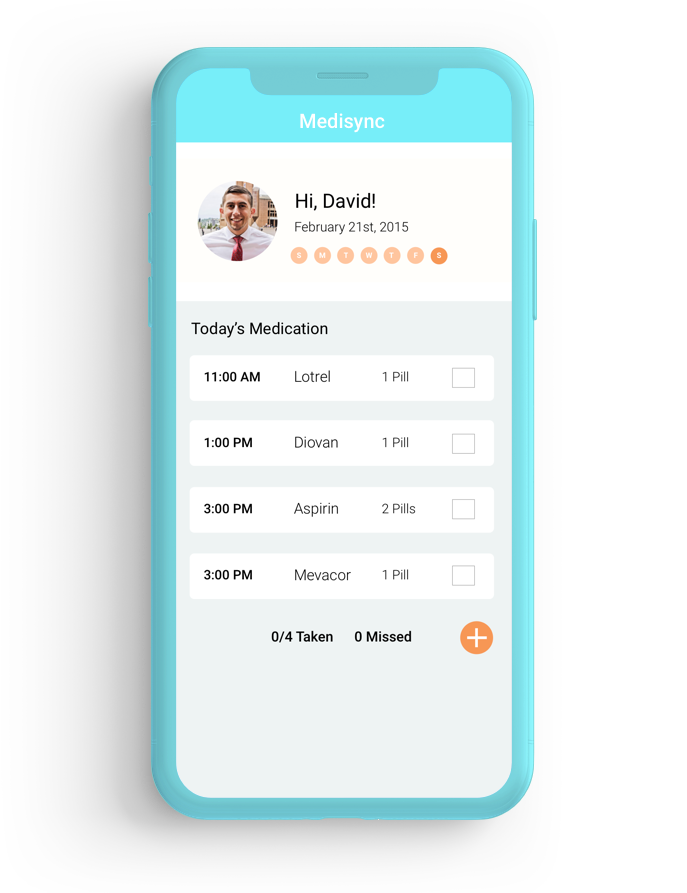 Medisync
Hi, David!
February 21st, 2015
S M T W T F S
Today's Medication
11:00 AM Lotrel 1 Pill
1:00 PM Diovan 1 Pill
3:00 PM Aspirin 2 Pills
3:00 PM Mevacor 1 Pill
0/4 Taken 0 Missed